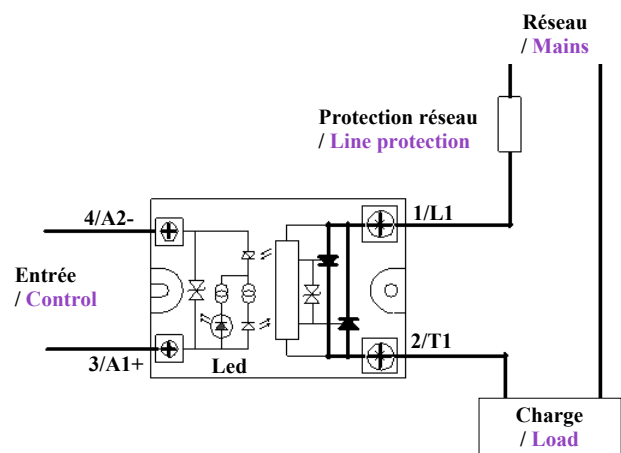 Réseau
/ Mains
Protection réseau
/ Line protection
4/A2-
1/L1
Entrée
/ Control
3/A1+
Led
2/T1
Charge
/ Load